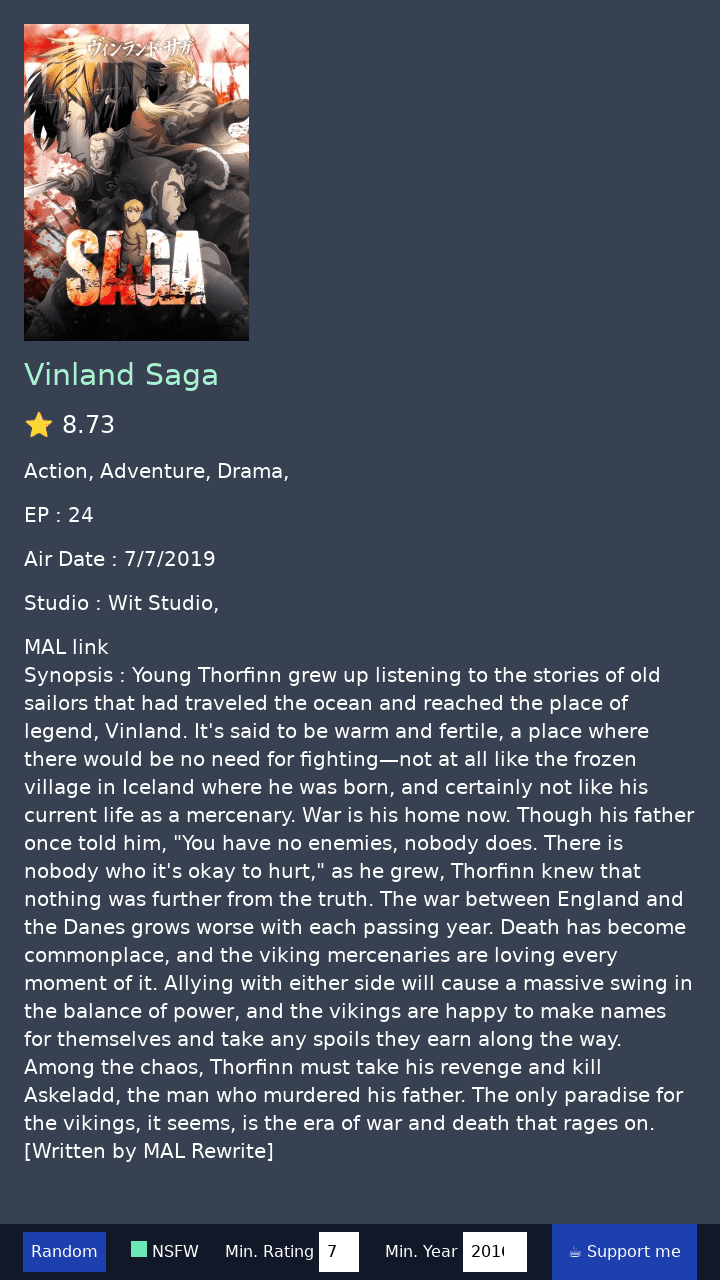 ヴィンランド・サガ
SAGA
Vinland Saga
⭐ 8.73
Action, Adventure, Drama,
EP : 24
Air Date : 7/7/2019
Studio : Wit Studio,
MAL link
Synopsis : Young Thorfinn grew up listening to the stories of old
sailors that had traveled the ocean and reached the place of
legend, Vinland. It's said to be warm and fertile, a place where
there would be no need for fighting—not at all like the frozen
village in Iceland where he was born, and certainly not like his
current life as a mercenary. War is his home now. Though his father
once told him, "You have no enemies, nobody does. There is
nobody who it's okay to hurt," as he grew, Thorfinn knew that
nothing was further from the truth. The war between England and
the Danes grows worse with each passing year. Death has become
commonplace, and the viking mercenaries are loving every
moment of it. Allying with either side will cause a massive swing in
the balance of power, and the vikings are happy to make names
for themselves and take any spoils they earn along the way.
Among the chaos, Thorfinn must take his revenge and kill
Askeladd, the man who murdered his father. The only paradise for
the vikings, it seems, is the era of war and death that rages on.
[Written by MAL Rewrite]
Random NSFW Min. Rating 7 Min. Year ☕ Support me